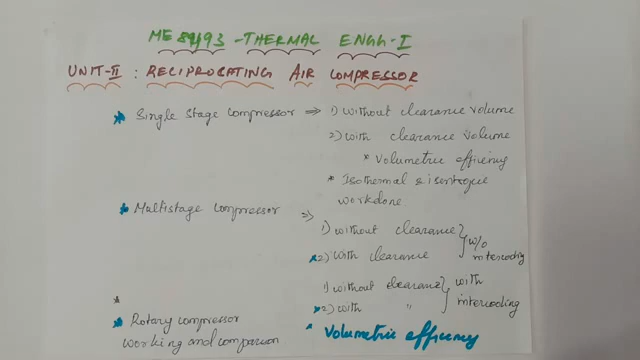 ME8493 - THERMAL ENGG-I
UNIT-II : RECIPROCATING AIR COMPRESSOR
* Single stage compressor ⇒ 1) without clearance volume
2) with clearance volume
* Volumetric efficiency
* Isothermal & isentropic
workdone
* Multistage compressor ⇒
1) without clearance
* 2) with clearance } w/o intercooling
1) without clearance
* 2) with " } with intercooling
*
* Rotary compressor
working and comparison
* Volumetric efficiency